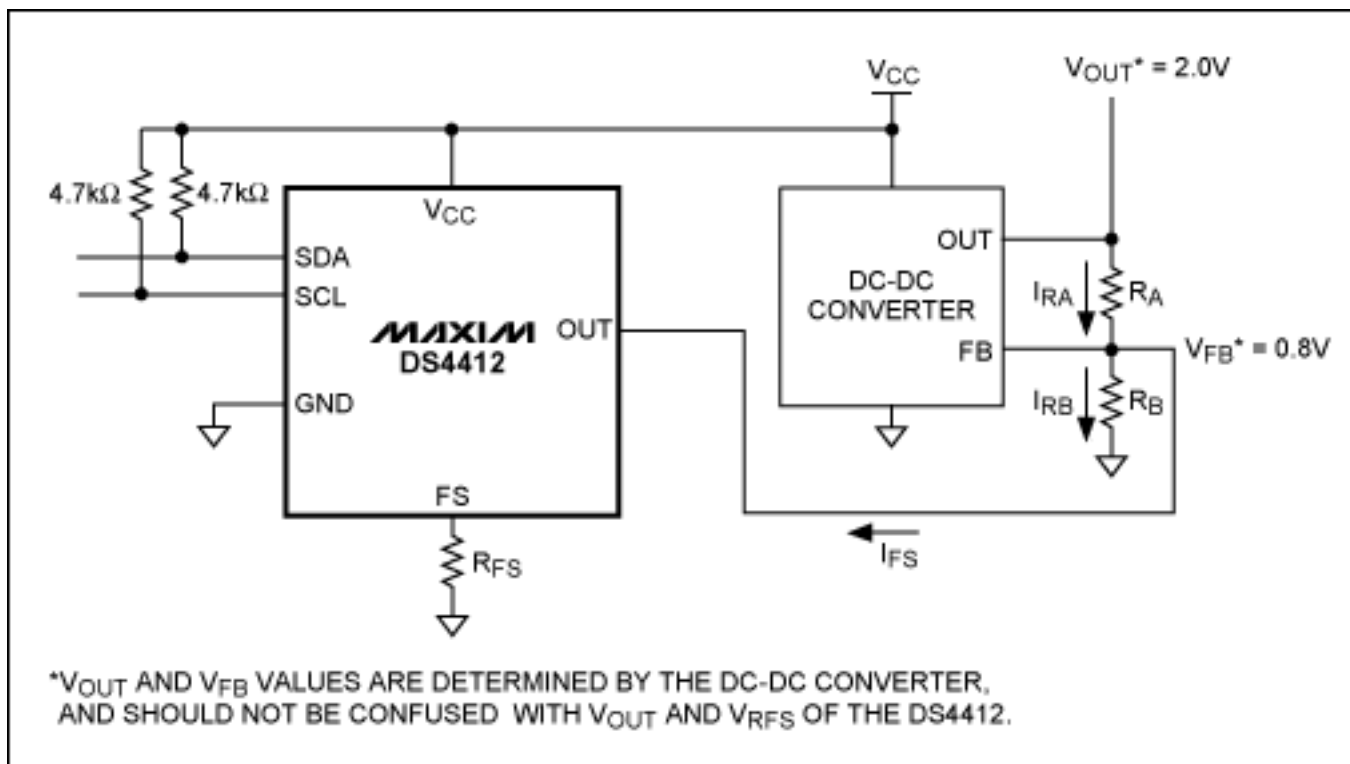 VCC
VOUT* = 2.0V
4.7kΩ
4.7kΩ
VCC
SDA
SCL
MAXIM
DS4412
OUT
GND
FS
RFS
OUT
DC-DC
CONVERTER
FB
IRA
RA
VFB* = 0.8V
IRB
RB
IFS
*VOUT AND VFB VALUES ARE DETERMINED BY THE DC-DC CONVERTER,
AND SHOULD NOT BE CONFUSED WITH VOUT AND VRFS OF THE DS4412.